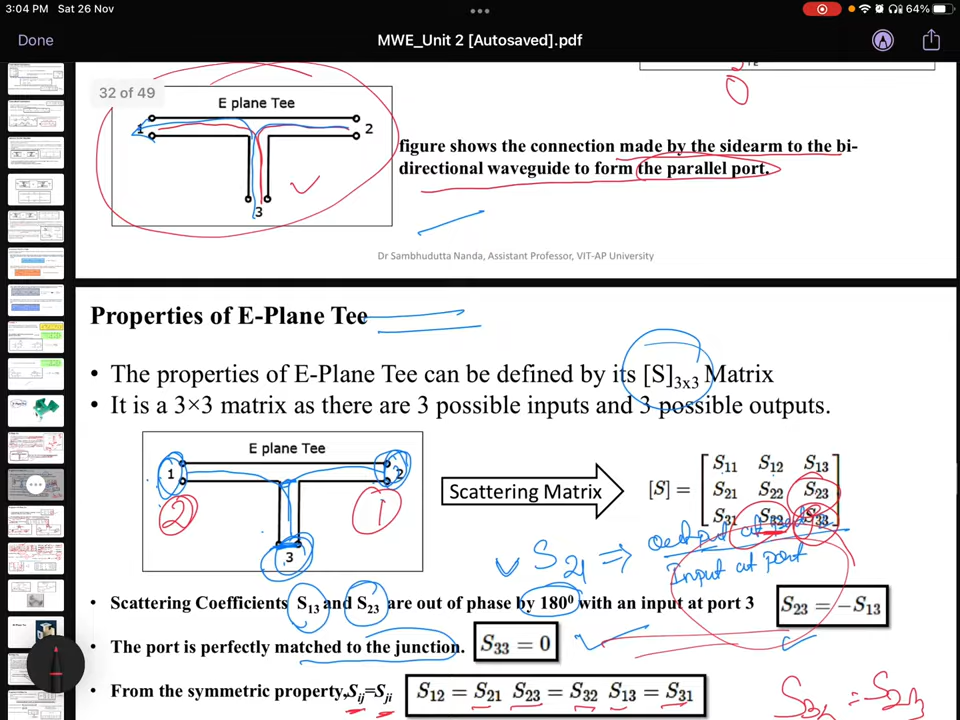 3:04 PM Sat 26 Nov
64%
Done
MWE_Unit 2 [Autosaved].pdf
32 of 49
E plane Tee
1
2
3
figure shows the connection made by the sidearm to the bi-
directional waveguide to form the parallel port.
Dr Sambhudutta Nanda, Assistant Professor, VIT-AP University
Properties of E-Plane Tee
• The properties of E-Plane Tee can be defined by its [S]3x3 Matrix
• It is a 3×3 matrix as there are 3 possible inputs and 3 possible outputs.
E plane Tee
1
2
2
1
3
Scattering Matrix
[S] =
S11 S12 S13
S21 S22 S23
S31 S32 S33
S21 ⇒ output at
Input at port
• Scattering Coefficients S13 and S23 are out of phase by 180⁰ with an input at port 3
S23 = −S13
• The port is perfectly matched to the junction.
S33 = 0
• From the symmetric property, Sij=Sji
S12 = S21 S23 = S32 S13 = S31